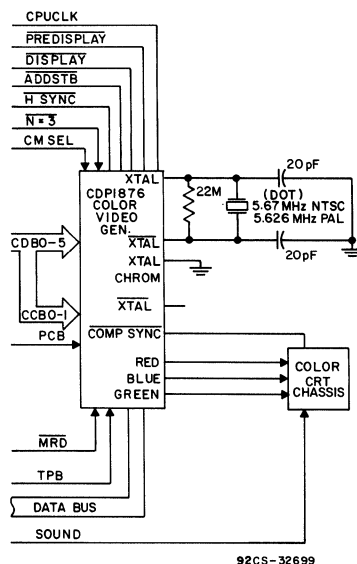 CPUCLK
PREDISPLAY
DISPLAY
ADDSTB
H SYNC
N = 3
CM SEL
XTAL
CDP1876
COLOR
VIDEO
GEN.
22M
20pF
(DOT)
5.67 MHz NTSC
5.626 MHz PAL
XTAL
20pF
XTAL
CHROM
CDB0-5
XTAL
CCB0-1
COMP SYNC
PCB
RED
BLUE
GREEN
COLOR
CRT
CHASSIS
MRD
TPB
DATA BUS
SOUND
92CS-32699